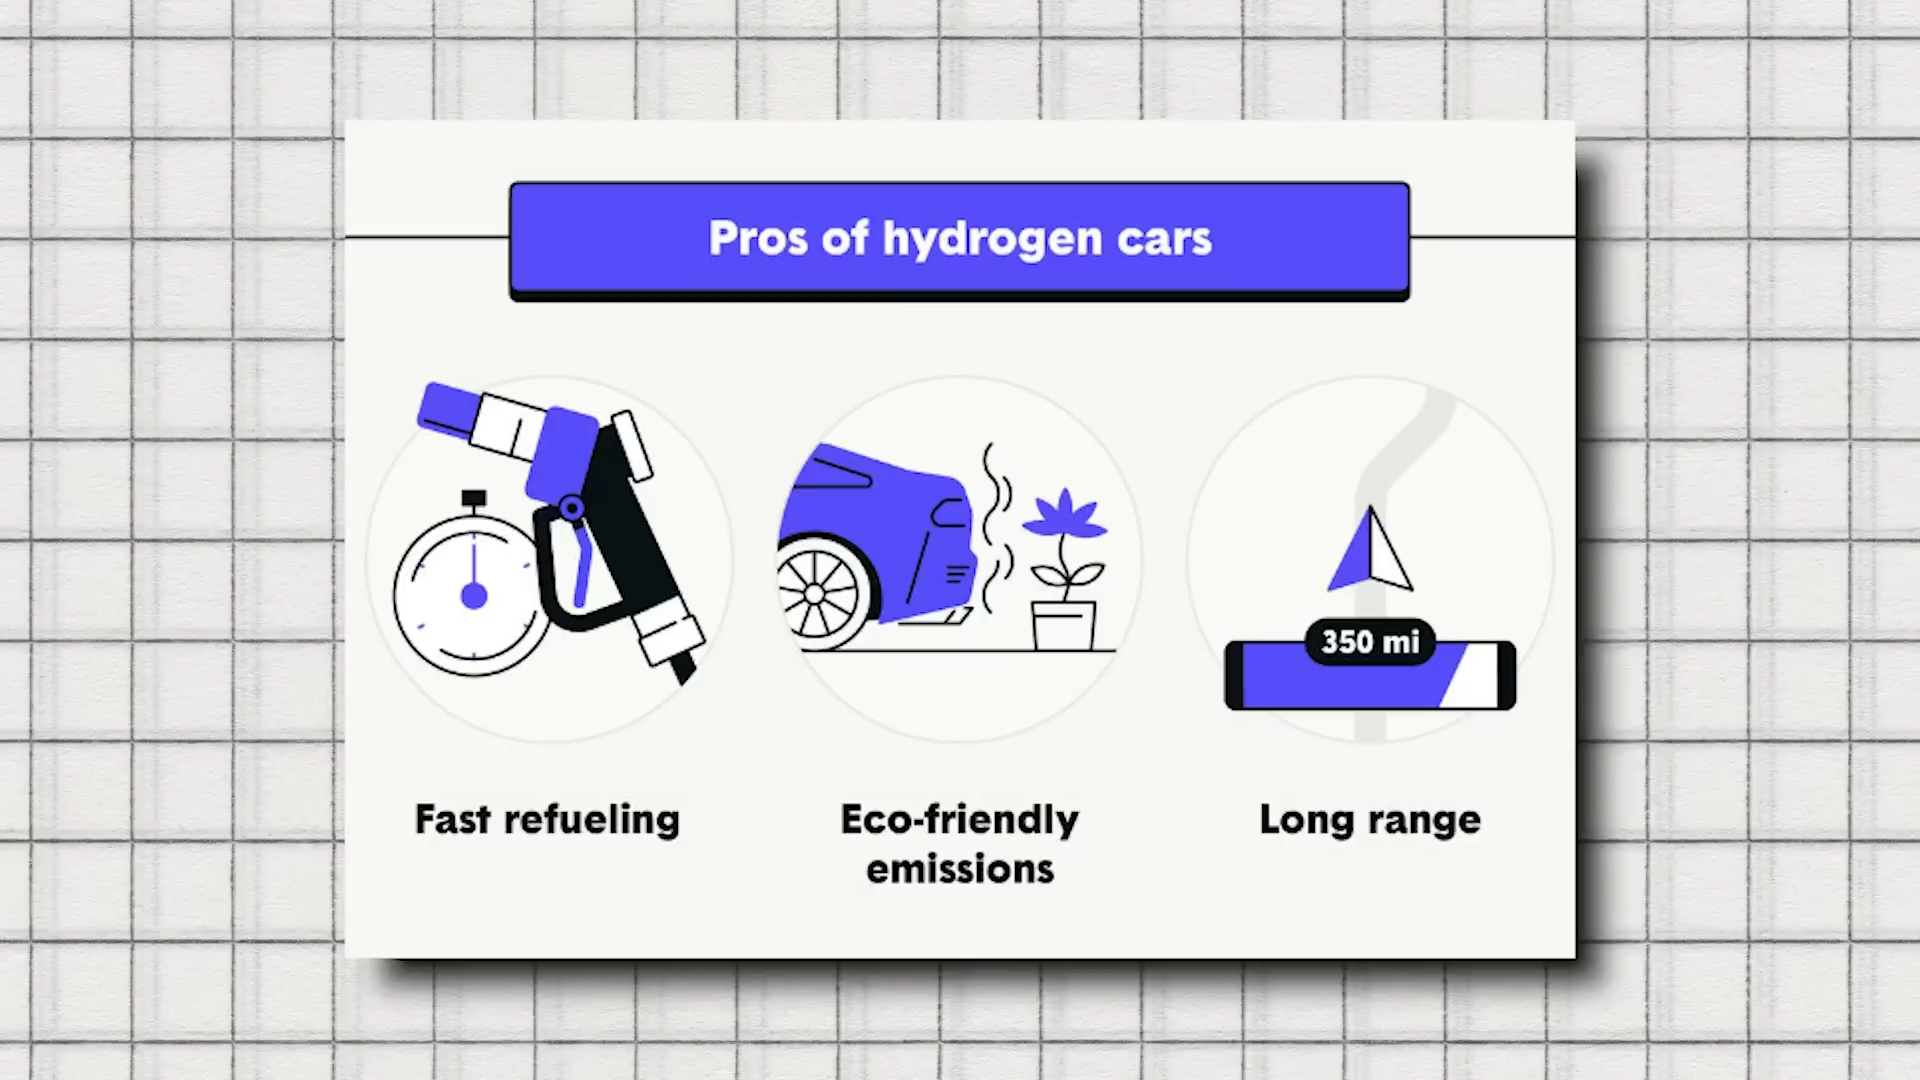 Pros of hydrogen cars
350 mi
Fast refueling
Eco-friendly
emissions
Long range